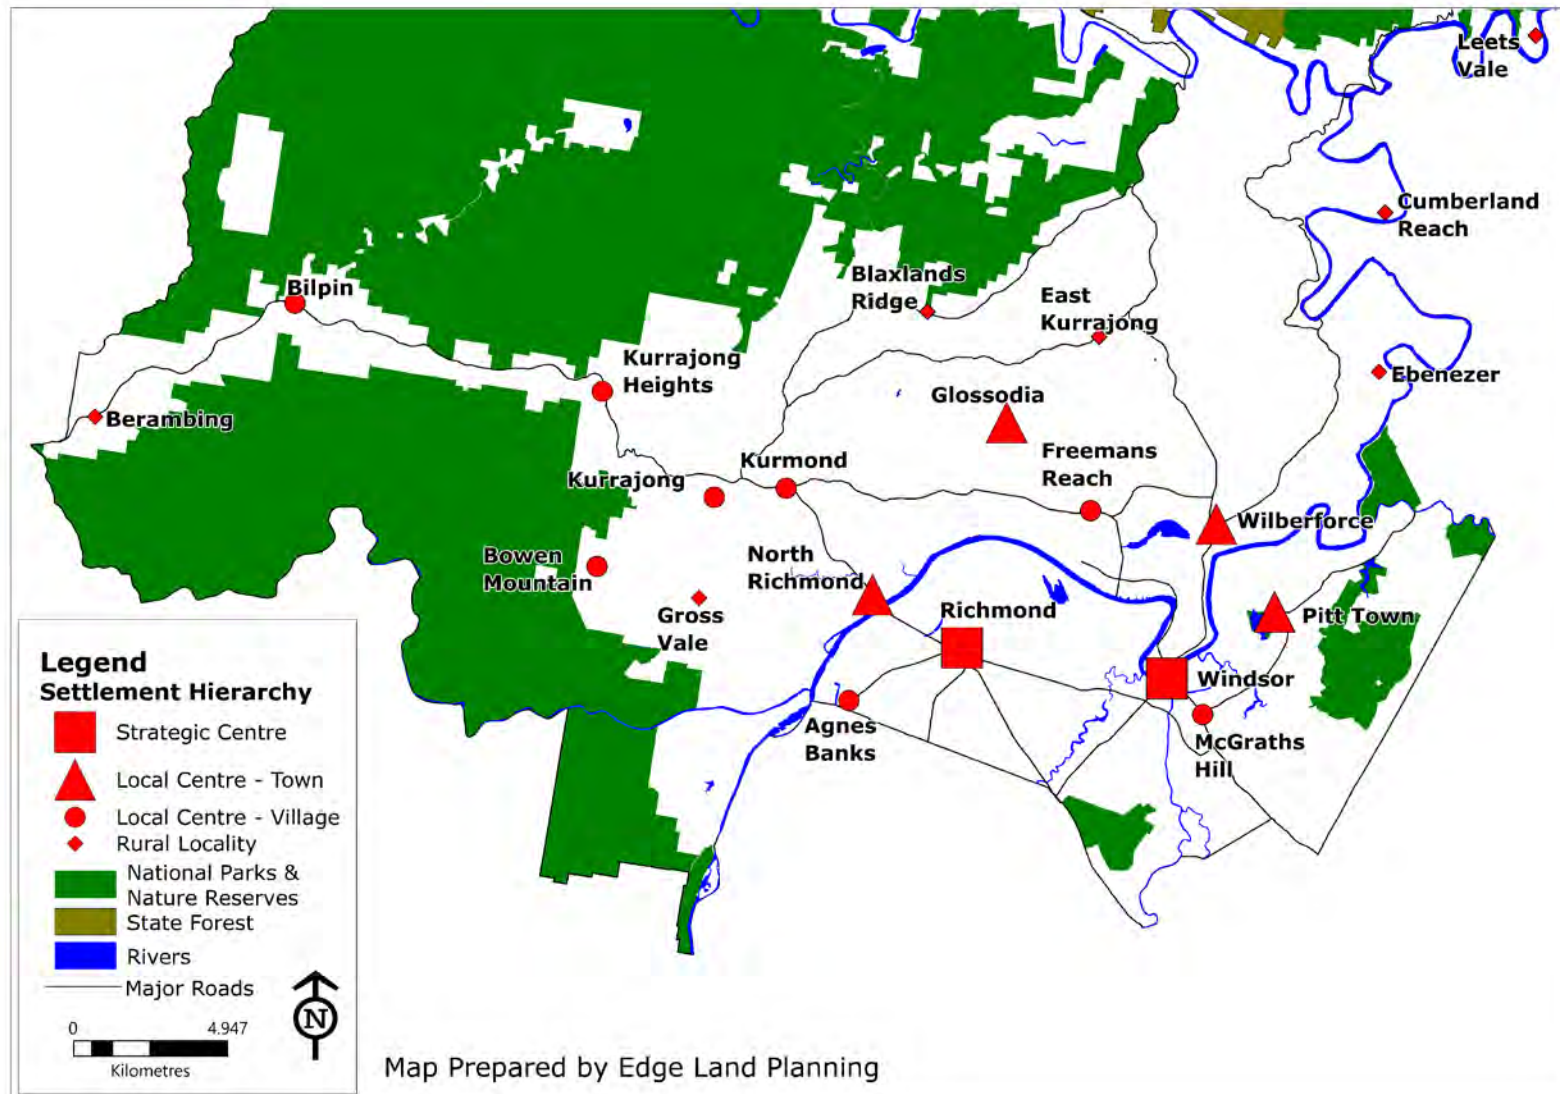 Leets
Vale
Cumberland
Reach
Blaxlands
Ridge
East
Kurrajong
Bilpin
Kurrajong
Heights
Ebenezer
Glossodia
Berambing
Freemans
Reach
Kurmond
Kurrajong
Wilberforce
Bowen
Mountain
North
Richmond
Richmond
Pitt Town
Gross
Vale
Windsor
Agnes
Banks
McGraths
Hill
Legend
Settlement Hierarchy
Strategic Centre
Local Centre - Town
Local Centre - Village
Rural Locality
National Parks &
Nature Reserves
State Forest
Rivers
Major Roads
N
0 4.947
Kilometres
Map Prepared by Edge Land Planning